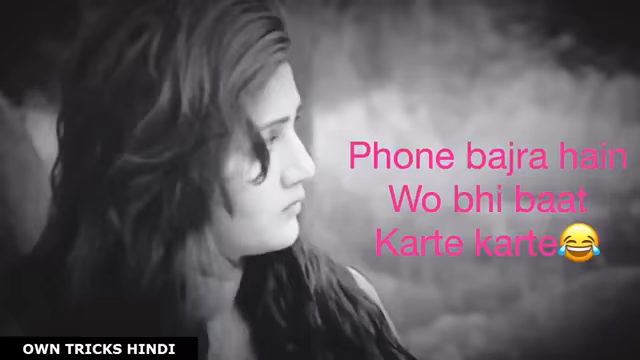 Phone bajra hain
Wo bhi baat
Karte karte😂
OWN TRICKS HINDI